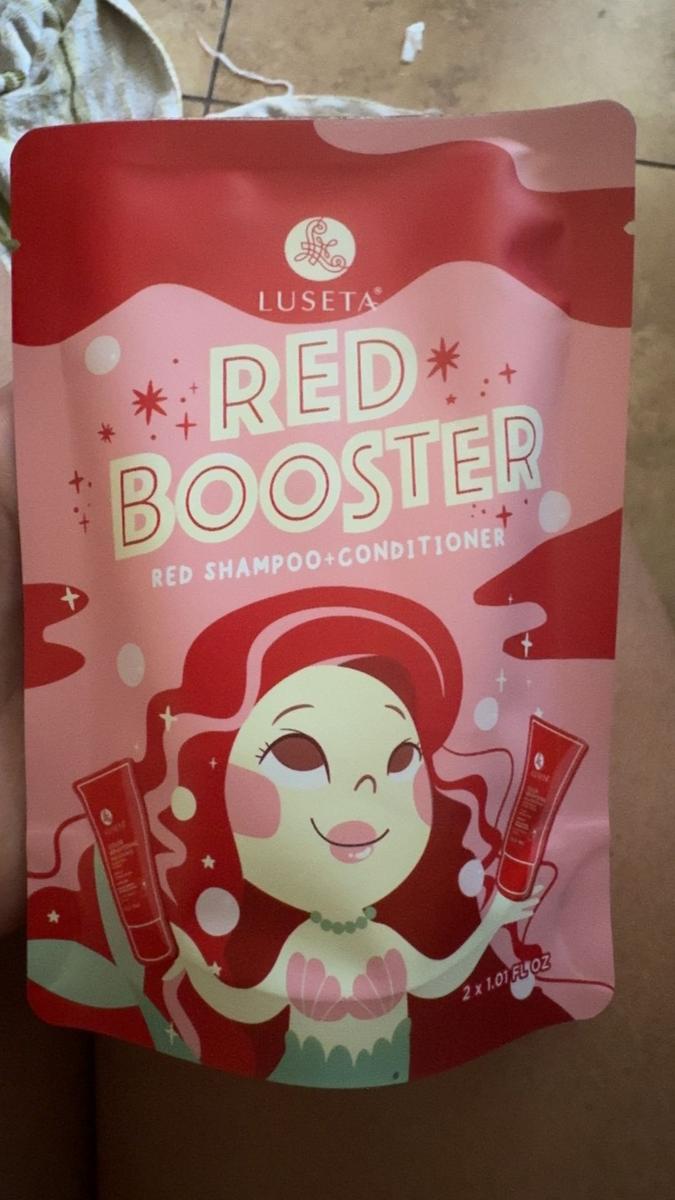 LUSETA®
RED
BOOSTER
RED SHAMPOO+CONDITIONER
2 x 1.01 FL OZ